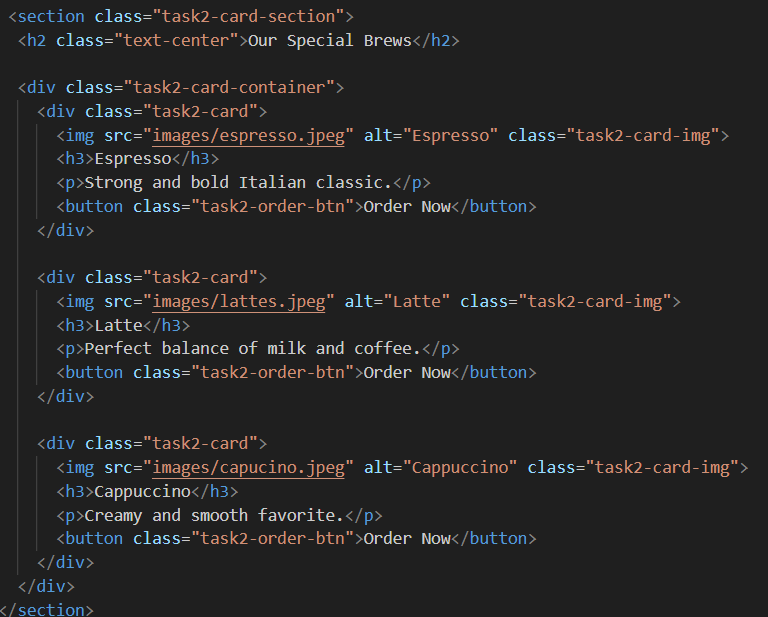 <section class="task2-card-section">
<h2 class="text-center">Our Special Brews</h2>
<div class="task2-card-container">
<div class="task2-card">
<img src="images/espresso.jpeg" alt="Espresso" class="task2-card-img">
<h3>Espresso</h3>
<p>Strong and bold Italian classic.</p>
<button class="task2-order-btn">Order Now</button>
</div>
<div class="task2-card">
<img src="images/lattes.jpeg" alt="Latte" class="task2-card-img">
<h3>Latte</h3>
<p>Perfect balance of milk and coffee.</p>
<button class="task2-order-btn">Order Now</button>
</div>
<div class="task2-card">
<img src="images/capucino.jpeg" alt="Cappuccino" class="task2-card-img">
<h3>Cappuccino</h3>
<p>Creamy and smooth favorite.</p>
<button class="task2-order-btn">Order Now</button>
</div>
</div>
</section>